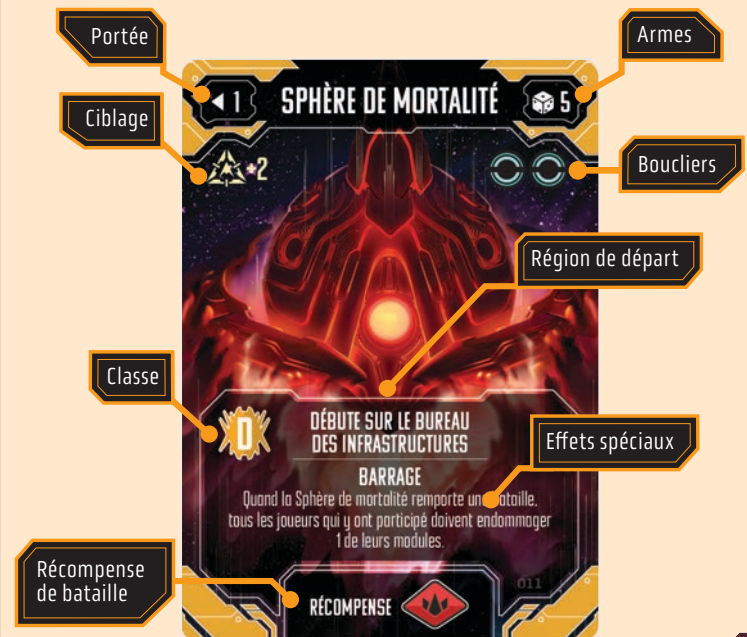 Portée
Armes
1
SPHÈRE DE MORTALITÉ
5
Ciblage
+2
Boucliers
Région de départ
Classe
D
DÉBUTE SUR LE BUREAU
DES INFRASTRUCTURES
Effets spéciaux
BARRAGE
Quand la Sphère de mortalité remporte une bataille,
tous les joueurs qui y ont participé doivent endommager
1 de leurs modules.
Récompense
de bataille
011
RÉCOMPENSE